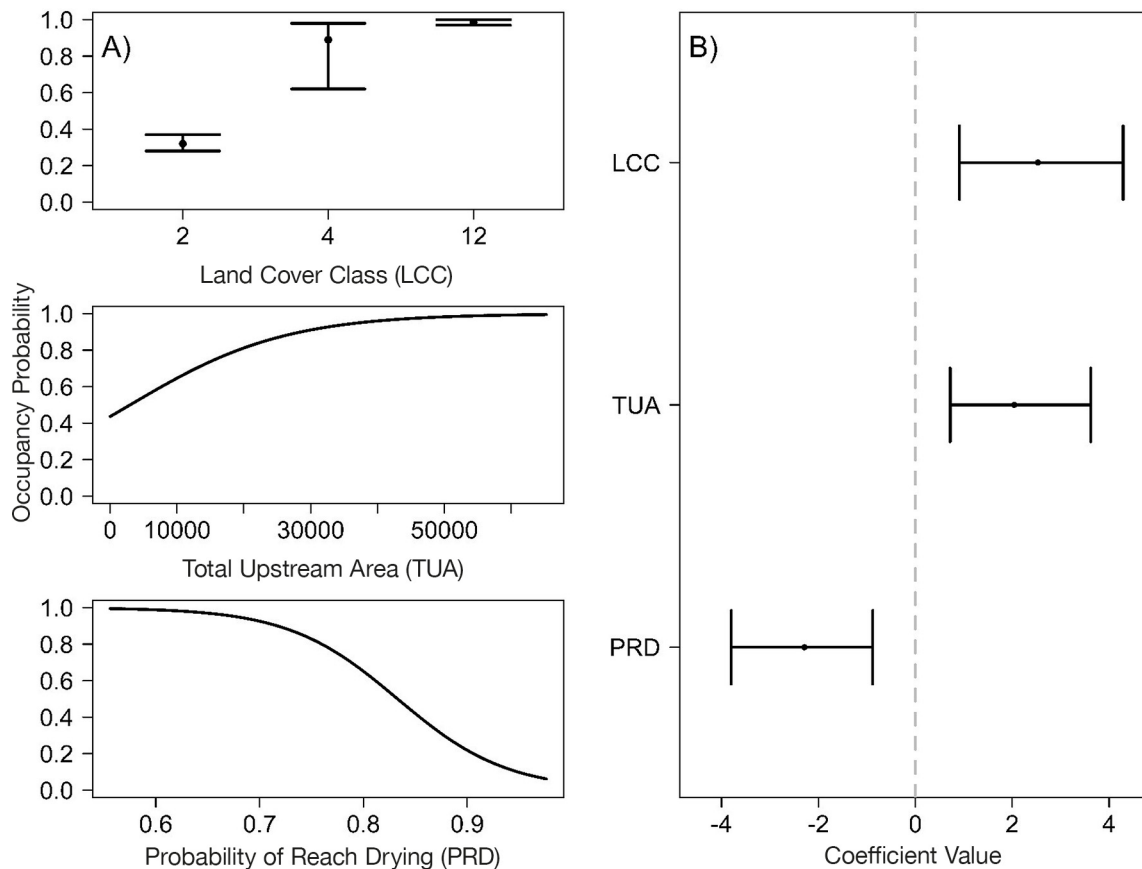 A)
1.0
0.8
0.6
0.4
0.2
0.0
2 4 12
Land Cover Class (LCC)
Occupancy Probability
1.0
0.8
0.6
0.4
0.2
0.0
0 10000 30000 50000
Total Upstream Area (TUA)
1.0
0.8
0.6
0.4
0.2
0.0
0.6 0.7 0.8 0.9
Probability of Reach Drying (PRD)
B)
LCC
TUA
PRD
-4 -2 0 2 4
Coefficient Value